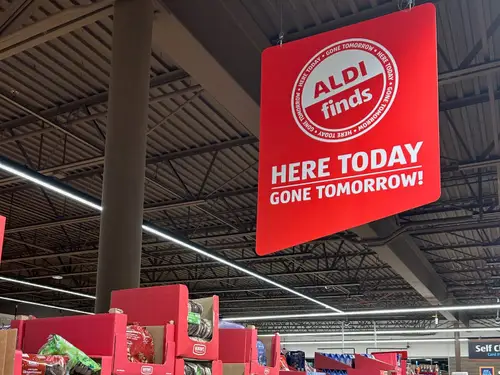 HERE TODAY • GONE TOMORROW • HERE TODAY • GONE TOMORROW •
ALDI
finds
HERE TODAY
GONE TOMORROW!
Self C